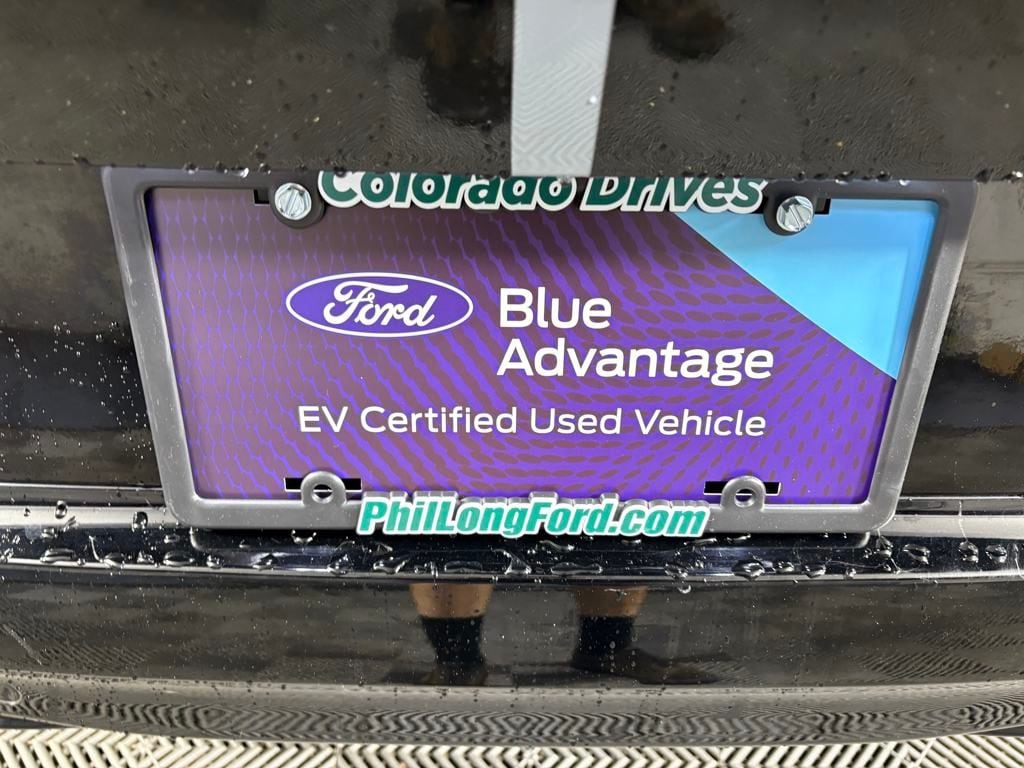 Colorado Drives
Ford
Blue
Advantage
EV Certified Used Vehicle
PhilLongFord.com